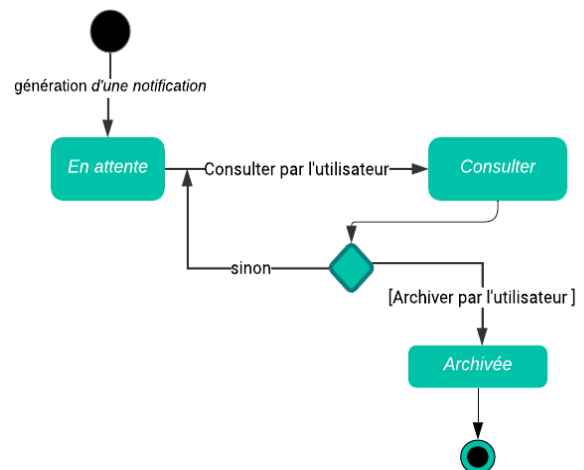 génération d'une notification
En attente
Consulter par l'utilisateur
Consulter
sinon
[Archiver par l'utilisateur ]
Archivée